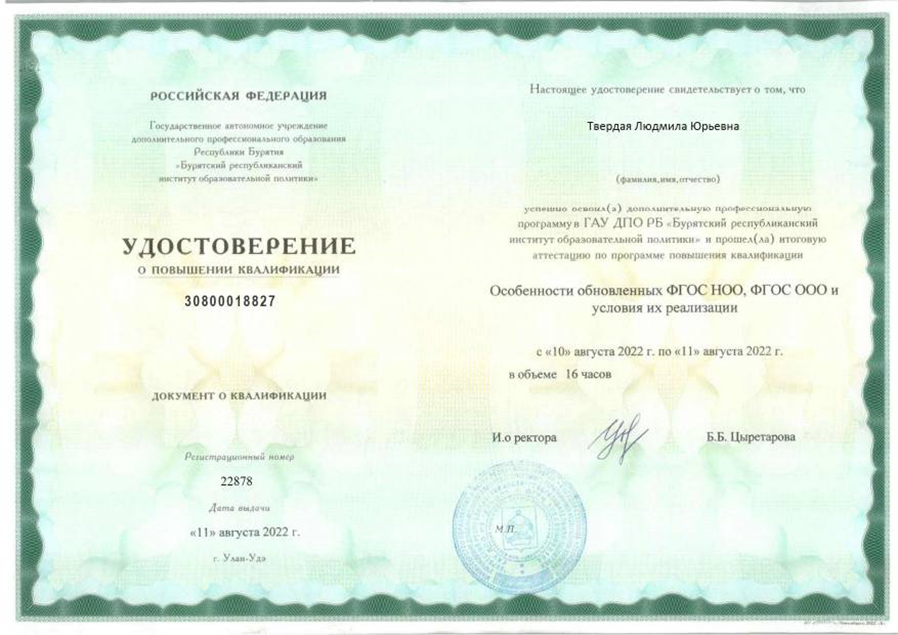 РОССИЙСКАЯ ФЕДЕРАЦИЯ
Государственное автономное учреждение
дополнительного профессионального образования
Республики Бурятия
«Бурятский республиканский
институт образовательной политики»
УДОСТОВЕРЕНИЕ
О ПОВЫШЕНИИ КВАЛИФИКАЦИИ
30800018827
ДОКУМЕНТ О КВАЛИФИКАЦИИ
Регистрационный номер
22878
Дата выдачи
«11» августа 2022 г.
г. Улан-Удэ
Настоящее удостоверение свидетельствует о том, что
Твердая Людмила Юрьевна
(фамилия,имя,отчество)
успешно освоил(а) дополнительную профессиональную
программу в ГАУ ДПО РБ «Бурятский республиканский
институт образовательной политики» и прошел(ла) итоговую
аттестацию по программе повышения квалификации
Особенности обновленных ФГОС НОО, ФГОС ООО и
условия их реализации
с «10» августа 2022 г. по «11» августа 2022 г.
в объеме 16 часов
И.о ректора
Б.Б. Цыретарова
М.П.